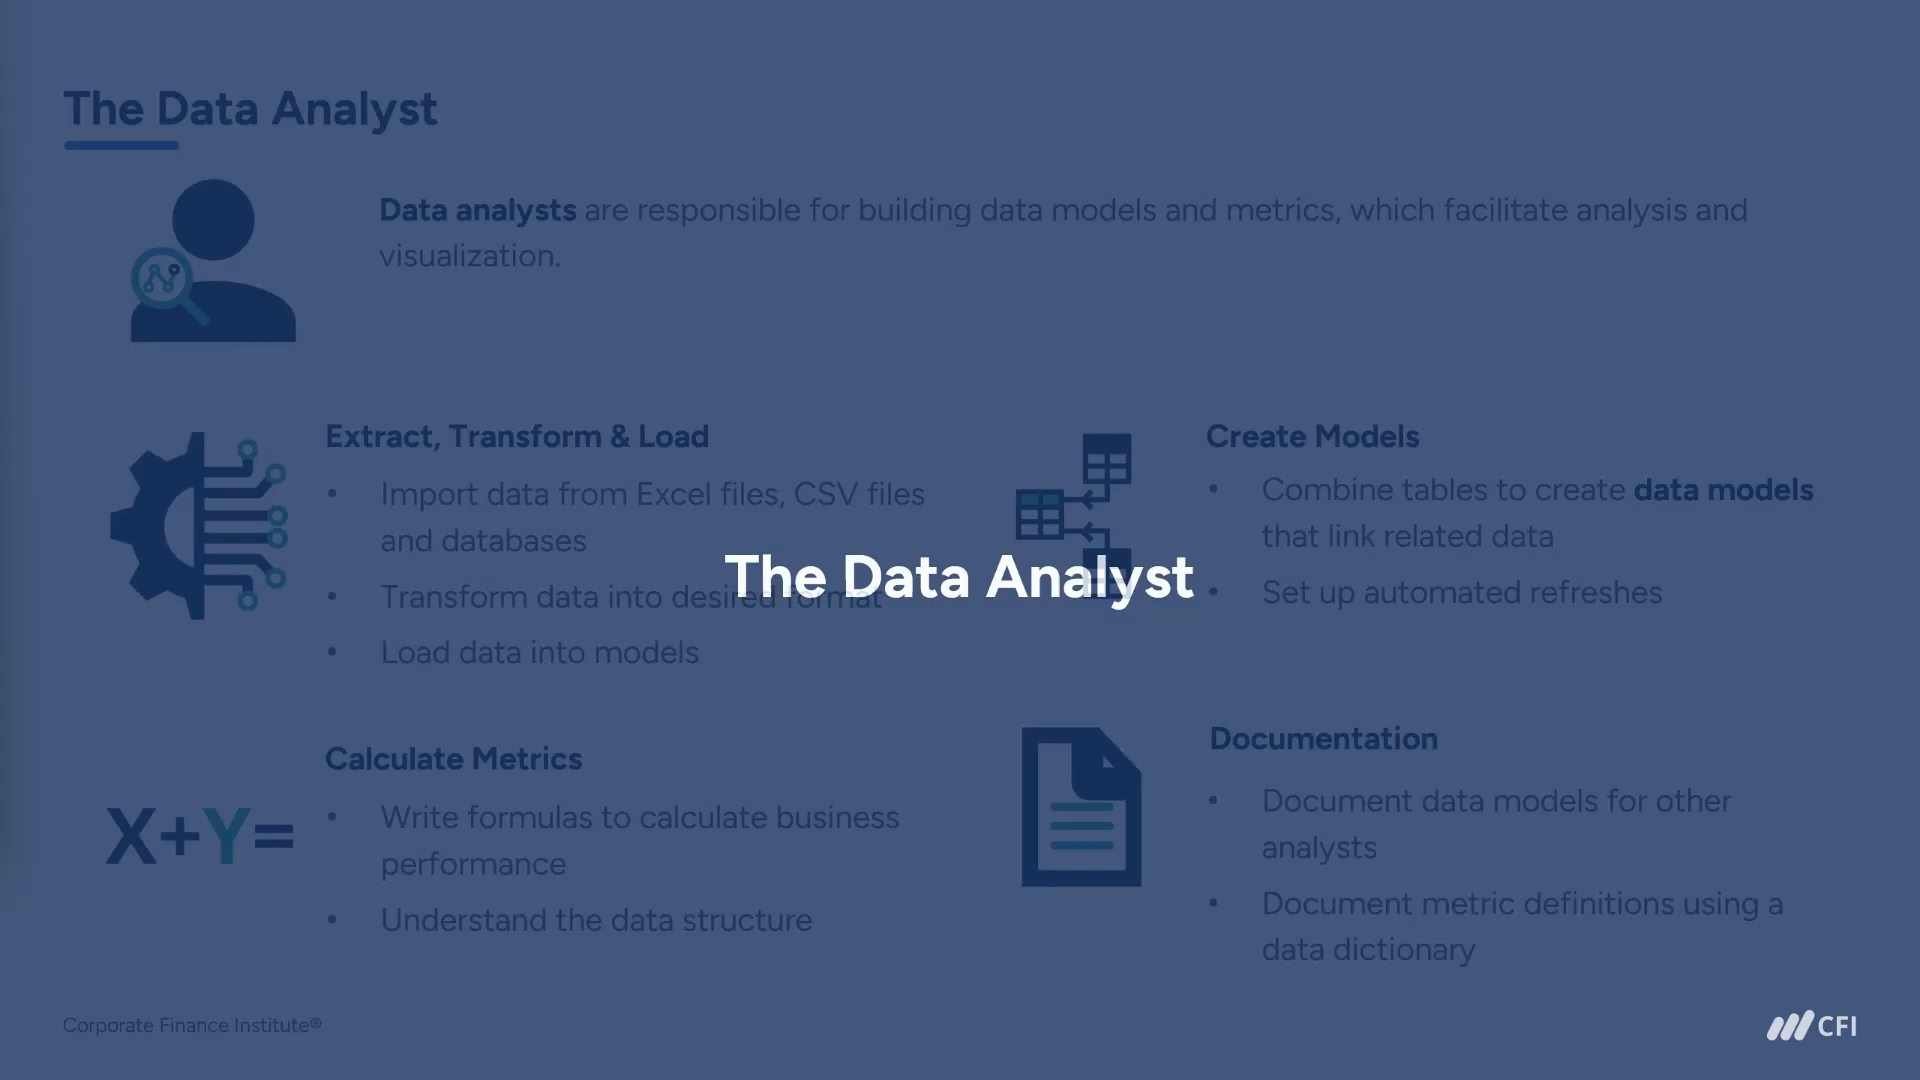 The Data Analyst
Data analysts are responsible for building data models and metrics, which facilitate analysis and
visualization.
Extract, Transform & Load
• Import data from Excel files, CSV files
and databases
• Transform data into desired format
• Load data into models
Create Models
• Combine tables to create data models
that link related data
• Set up automated refreshes
The Data Analyst
Calculate Metrics
X+Y=
• Write formulas to calculate business
performance
• Understand the data structure
Documentation
• Document data models for other
analysts
• Document metric definitions using a
data dictionary
Corporate Finance Institute®
CFI